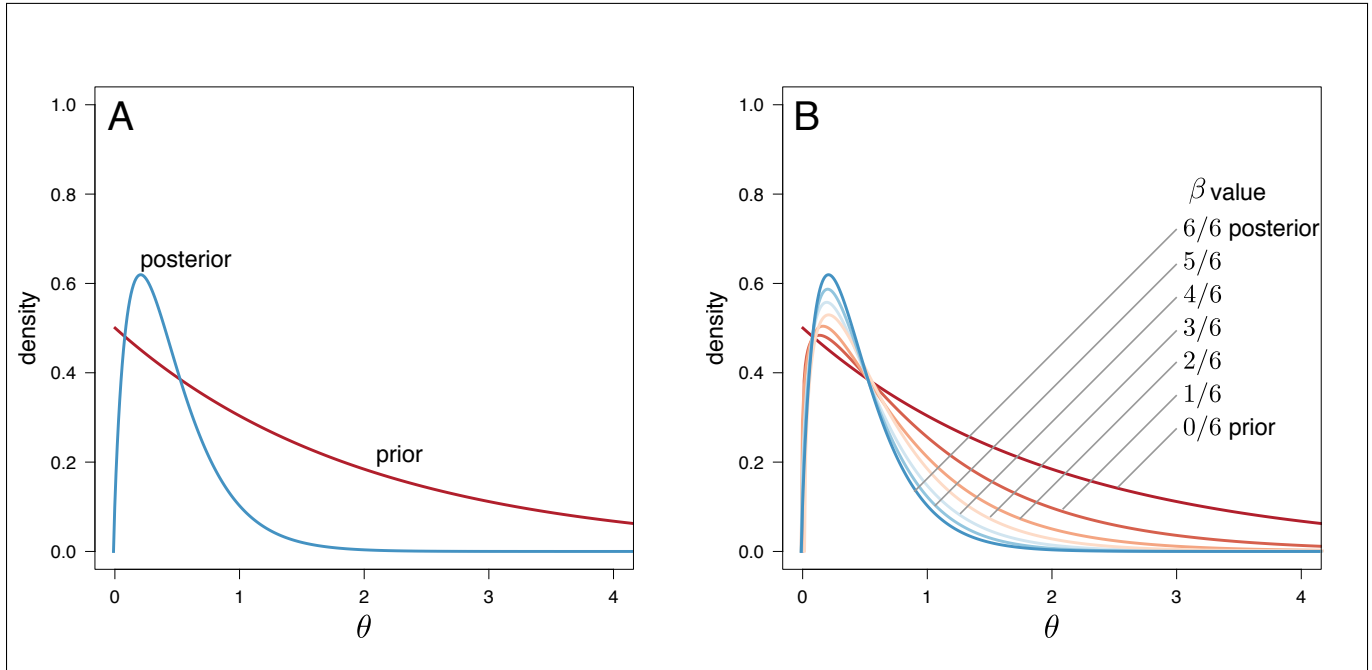 A
1.0
0.8
0.6
0.4
0.2
0.0
density
posterior
prior
0 1 2 3 4
θ
B
1.0
0.8
0.6
0.4
0.2
0.0
density
β value
6/6 posterior
5/6
4/6
3/6
2/6
1/6
0/6 prior
0 1 2 3 4
θ